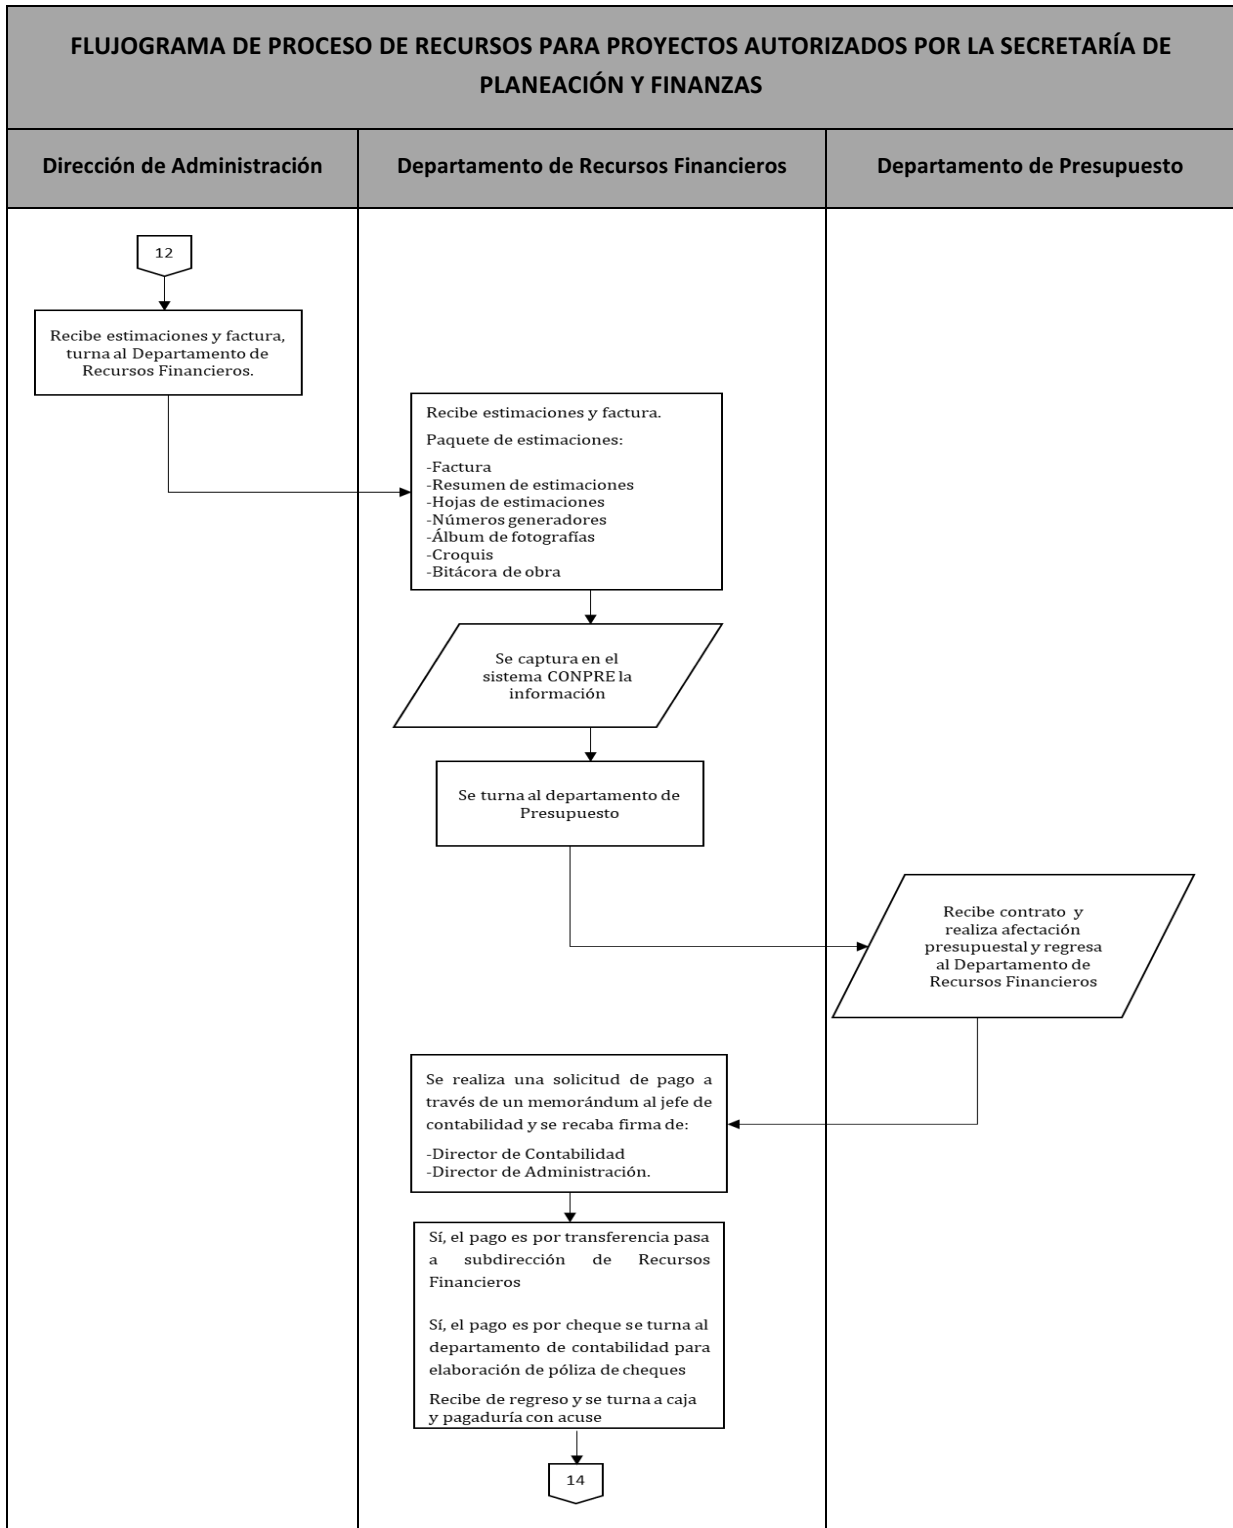 FLUJOGRAMA DE PROCESO DE RECURSOS PARA PROYECTOS AUTORIZADOS POR LA SECRETARÍA DE
PLANEACIÓN Y FINANZAS
Dirección de Administración
Departamento de Recursos Financieros
Departamento de Presupuesto
12
Recibe estimaciones y factura,
turna al Departamento de
Recursos Financieros.
Recibe estimaciones y factura.
Paquete de estimaciones:
-Factura
-Resumen de estimaciones
-Hojas de estimaciones
-Números generadores
-Álbum de fotografías
-Croquis
-Bitácora de obra
Se captura en el
sistema CONPRE la
información
Se turna al departamento de
Presupuesto
Recibe contrato y
realiza afectación
presupuestal y regresa
al Departamento de
Recursos Financieros
Se realiza una solicitud de pago a
través de un memorándum al jefe de
contabilidad y se recaba firma de:
-Director de Contabilidad
-Director de Administración.
Sí, el pago es por transferencia pasa
a subdirección de Recursos
Financieros
Sí, el pago es por cheque se turna al
departamento de contabilidad para
elaboración de póliza de cheques
Recibe de regreso y se turna a caja
y pagaduría con acuse
14